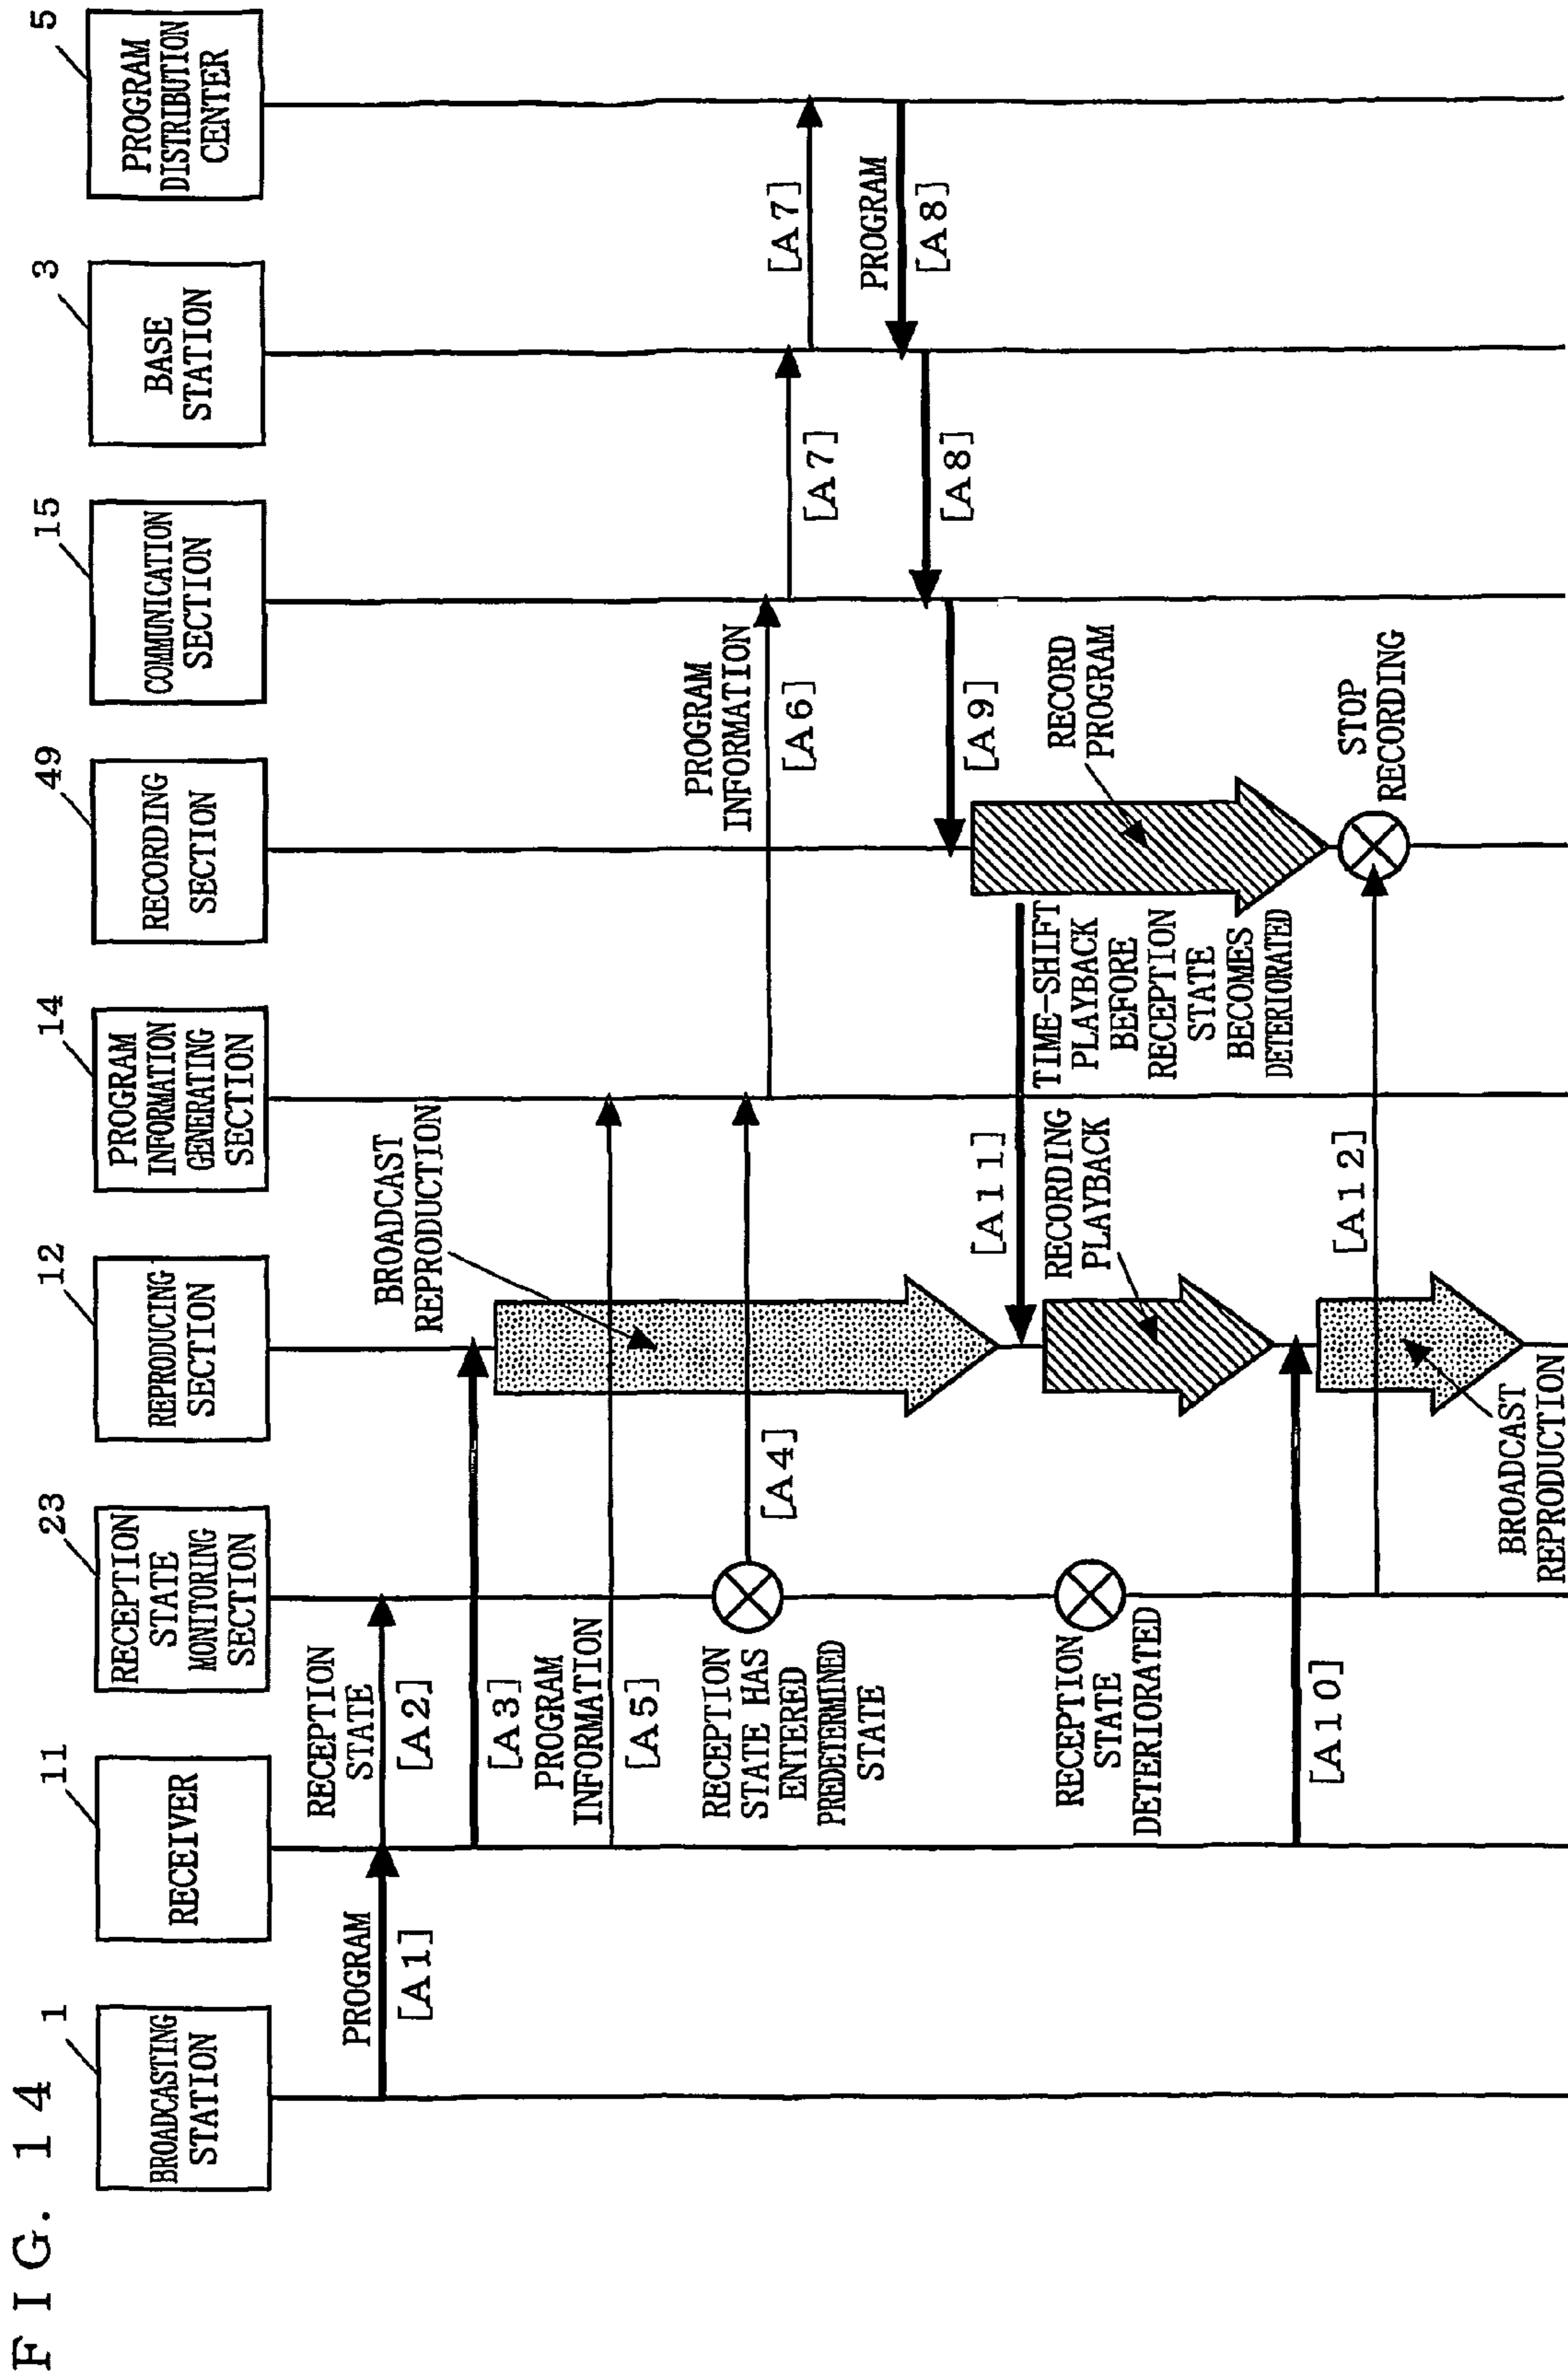 FIG. 14
1
BROADCASTING
STATION
11
RECEIVER
23
RECEPTION
STATE
MONITORING
SECTION
12
REPRODUCING
SECTION
14
PROGRAM
INFORMATION
GENERATING
SECTION
49
RECORDING
SECTION
15
COMMUNICATION
SECTION
3
BASE
STATION
5
PROGRAM
DISTRIBUTION
CENTER
PROGRAM
[A1]
RECEPTION
STATE
[A2]
[A3]
BROADCAST
REPRODUCTION
PROGRAM
INFORMATION
[A5]
RECEPTION
STATE HAS
ENTERED
PREDETERMINED
STATE
[A4]
PROGRAM
INFORMATION
[A6]
[A7]
[A7]
PROGRAM
[A8]
[A8]
[A9]
RECORD
PROGRAM
[A11]
TIME-SHIFT
PLAYBACK
BEFORE
RECEPTION
STATE
BECOMES
DETERIORATED
RECEPTION
STATE
DETERIORATED
RECORDING
PLAYBACK
[A10]
[A12]
STOP
RECORDING
BROADCAST
REPRODUCTION